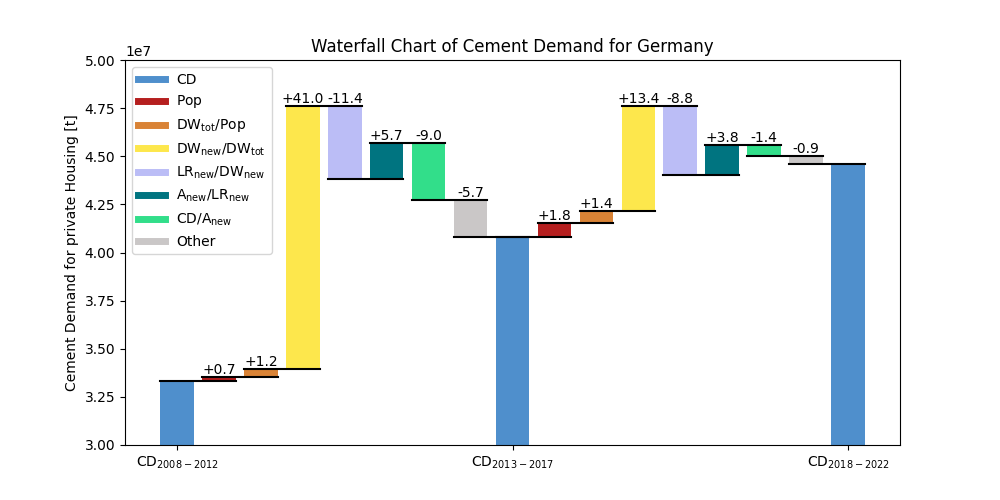 Waterfall Chart of Cement Demand for Germany
1e7
Cement Demand for private Housing [t]
5.00
4.75
4.50
4.25
4.00
3.75
3.50
3.25
3.00
CD
Pop
DWtot/Pop
DWnew/DWtot
LRnew/DWnew
Anew/LRnew
CD/Anew
Other
+0.7
+1.2
+41.0
-11.4
+5.7
-9.0
-5.7
+1.8
+1.4
+13.4
-8.8
+3.8
-1.4
-0.9
CD2008−2012
CD2013−2017
CD2018−2022